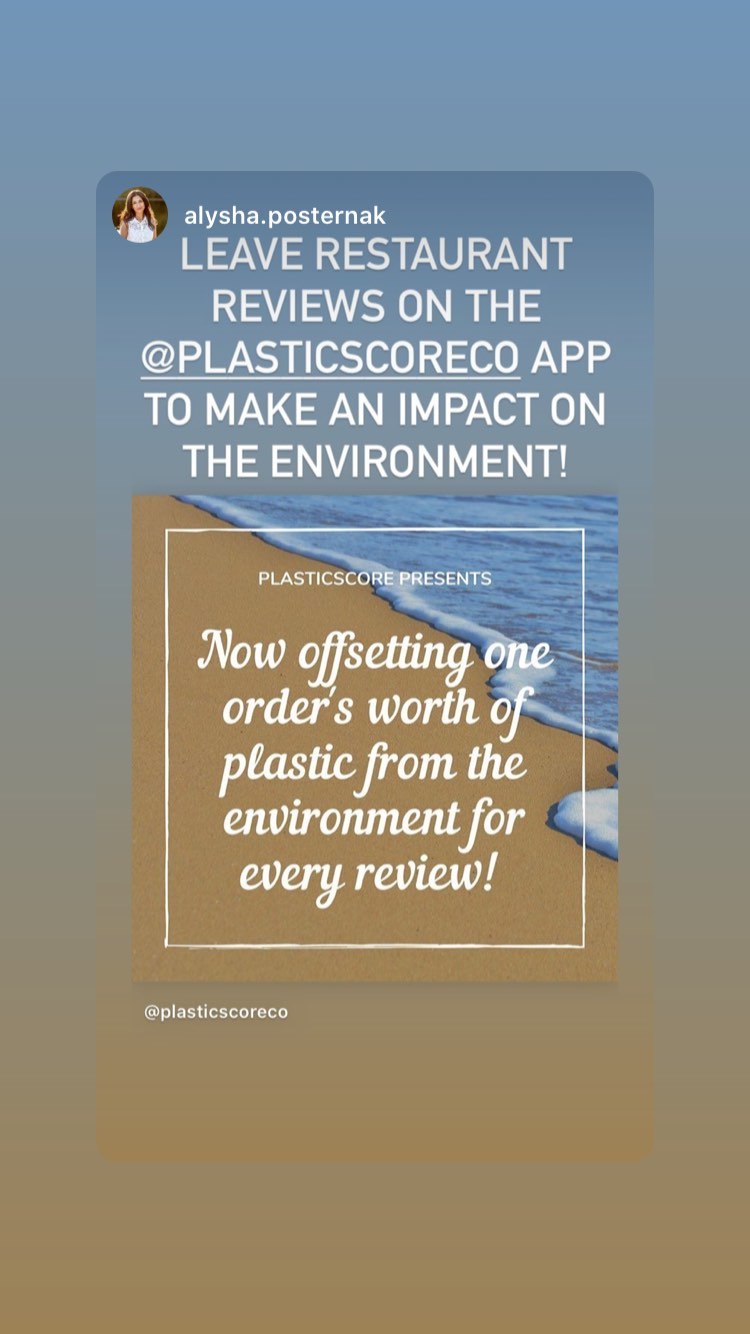 alysha.posternak
LEAVE RESTAURANT
REVIEWS ON THE
@PLASTICSCORECO APP
TO MAKE AN IMPACT ON
THE ENVIRONMENT!
PLASTICSCORE PRESENTS
Now offsetting one
order's worth of
plastic from the
environment for
every review!
@plasticscoreco